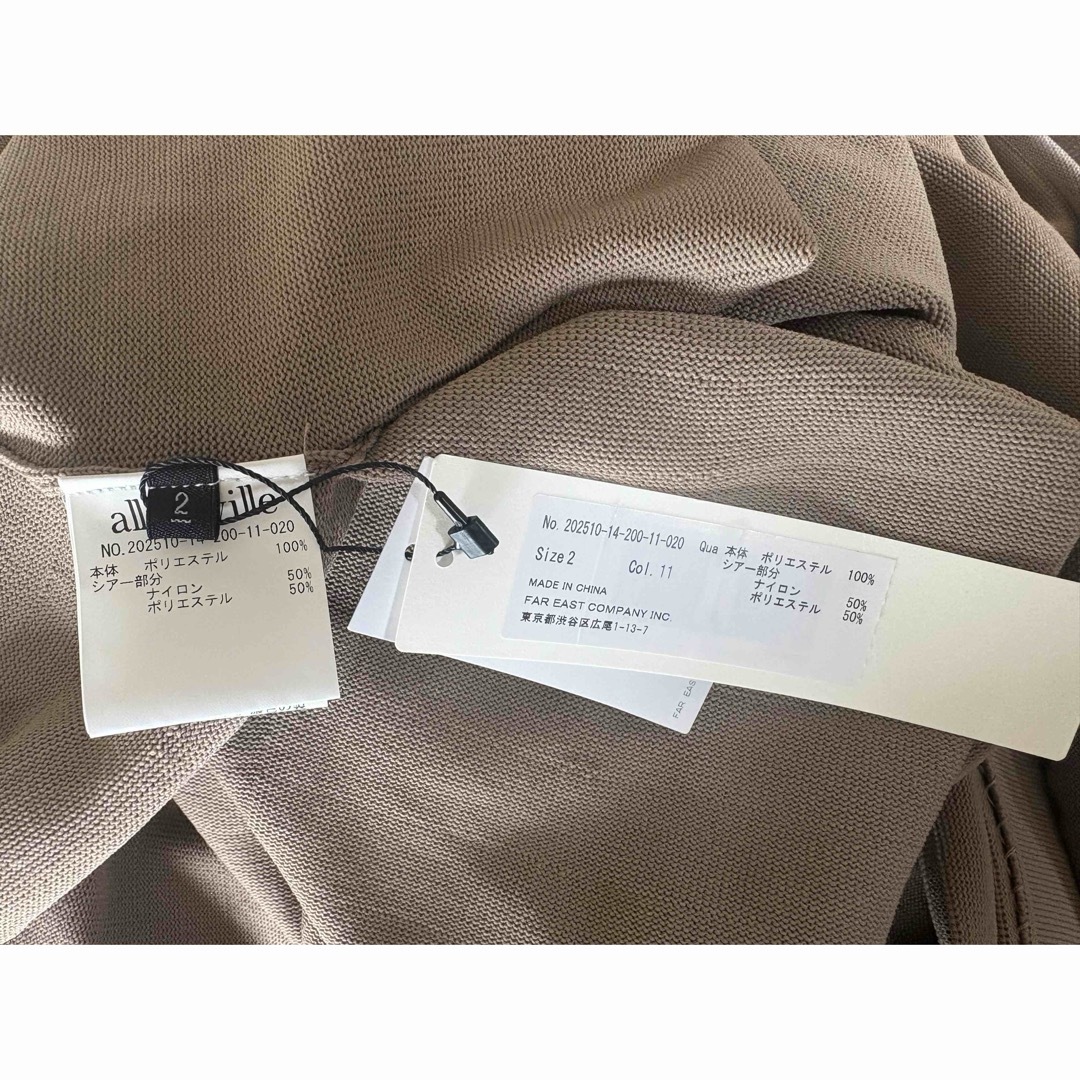 2
NO.202510-14-200-11-020
本体 ポリエステル 100%
シアー部分
ナイロン 50%
ポリエステル 50%
No. 202510-14-200-11-020 Qua 本体 ポリエステル 100%
Size 2 Col. 11 シアー部分
ナイロン 50%
ポリエステル 50%
MADE IN CHINA
FAR EAST COMPANY INC.
東京都渋谷区広尾1-13-7
FAR EAS